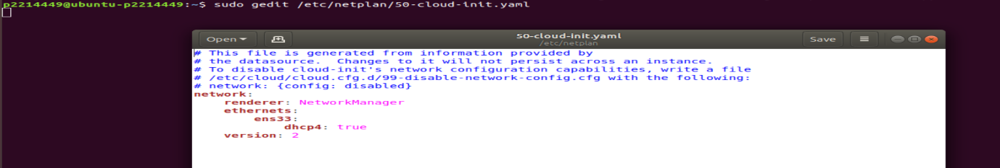 p2214449@ubuntu-p2214449:~$ sudo gedit /etc/netplan/50-cloud-init.yaml
Open
50-cloud-init.yaml
/etc/netplan
Save
# This file is generated from information provided by
# the datasource.  Changes to it will not persist across an instance.
# To disable cloud-init's network configuration capabilities, write a file
# /etc/cloud/cloud.cfg.d/99-disable-network-config.cfg with the following:
# network: {config: disabled}
network:
    renderer: NetworkManager
    ethernets:
        ens33:
            dhcp4: true
    version: 2